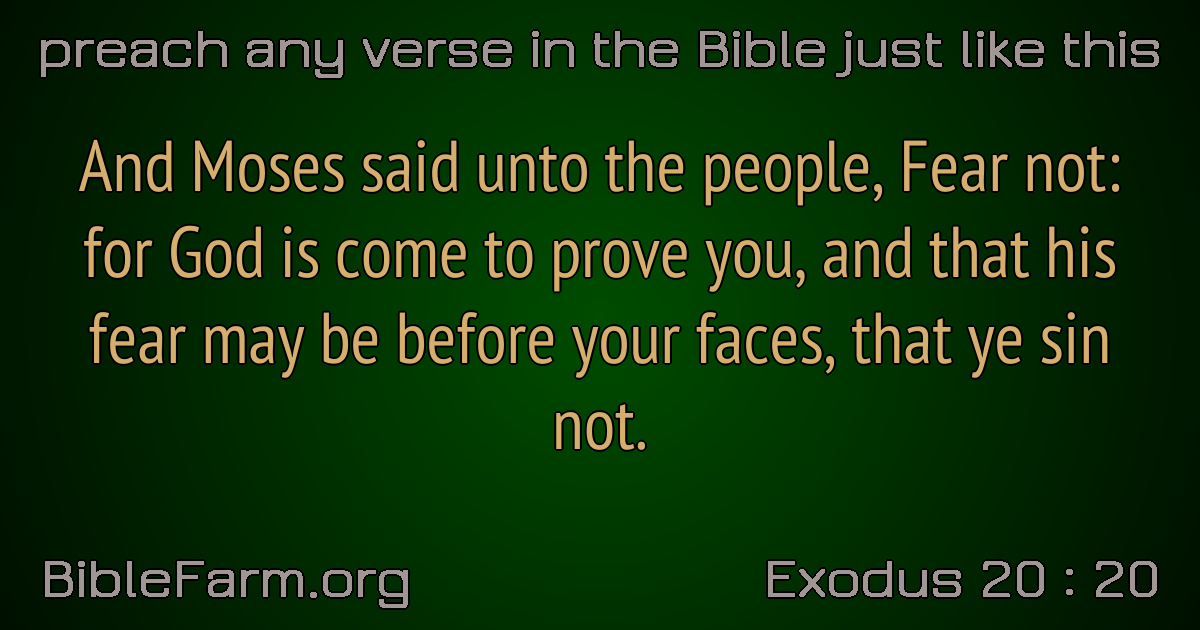 preach any verse in the Bible just like this
And Moses said unto the people, Fear not:
for God is come to prove you, and that his
fear may be before your faces, that ye sin
not.
BibleFarm.org
Exodus 20 : 20